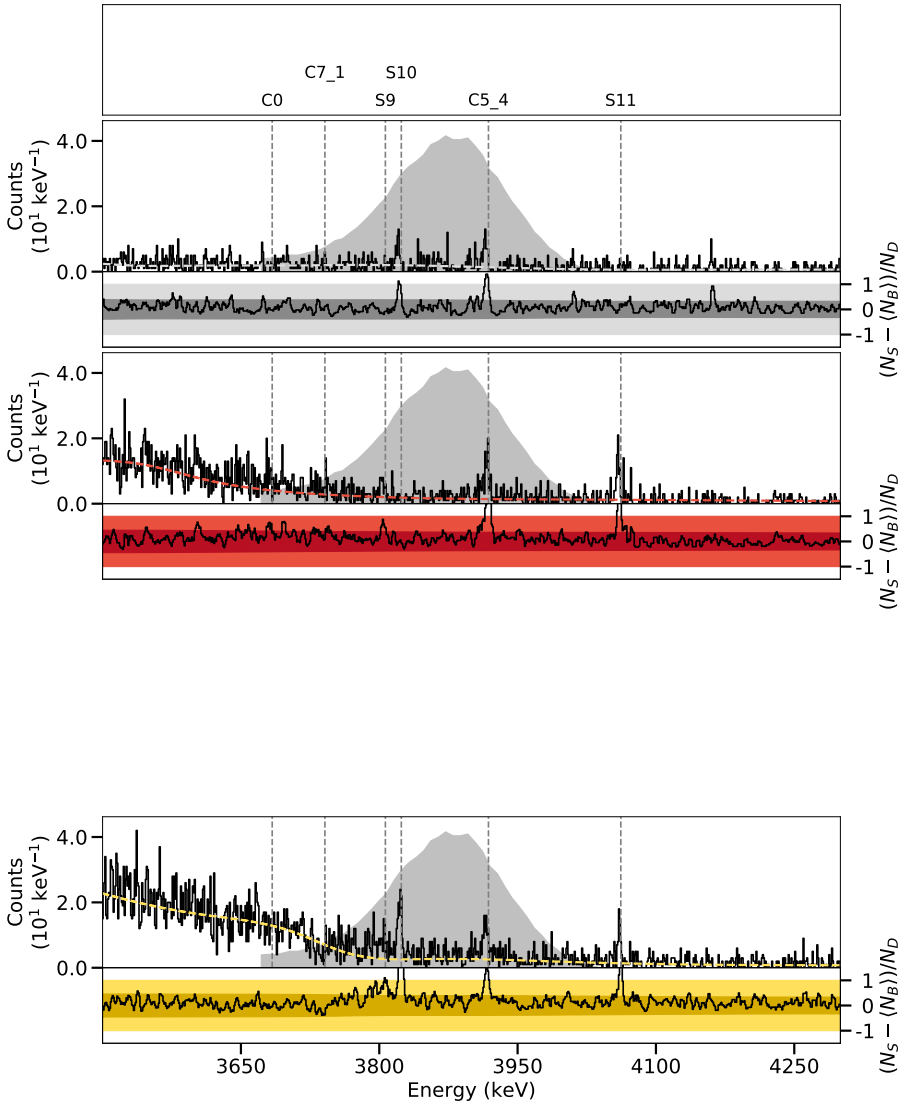 C7_1 S10
C0 S9 C5_4 S11
Counts
(10¹ keV⁻¹)
4.0
2.0
0.0
1
0
-1
(N_S − ⟨N_B⟩)/N_D
Counts
(10¹ keV⁻¹)
4.0
2.0
0.0
1
0
-1
(N_S − ⟨N_B⟩)/N_D
Counts
(10¹ keV⁻¹)
4.0
2.0
0.0
1
0
-1
(N_S − ⟨N_B⟩)/N_D
3650 3800 3950 4100 4250
Energy (keV)